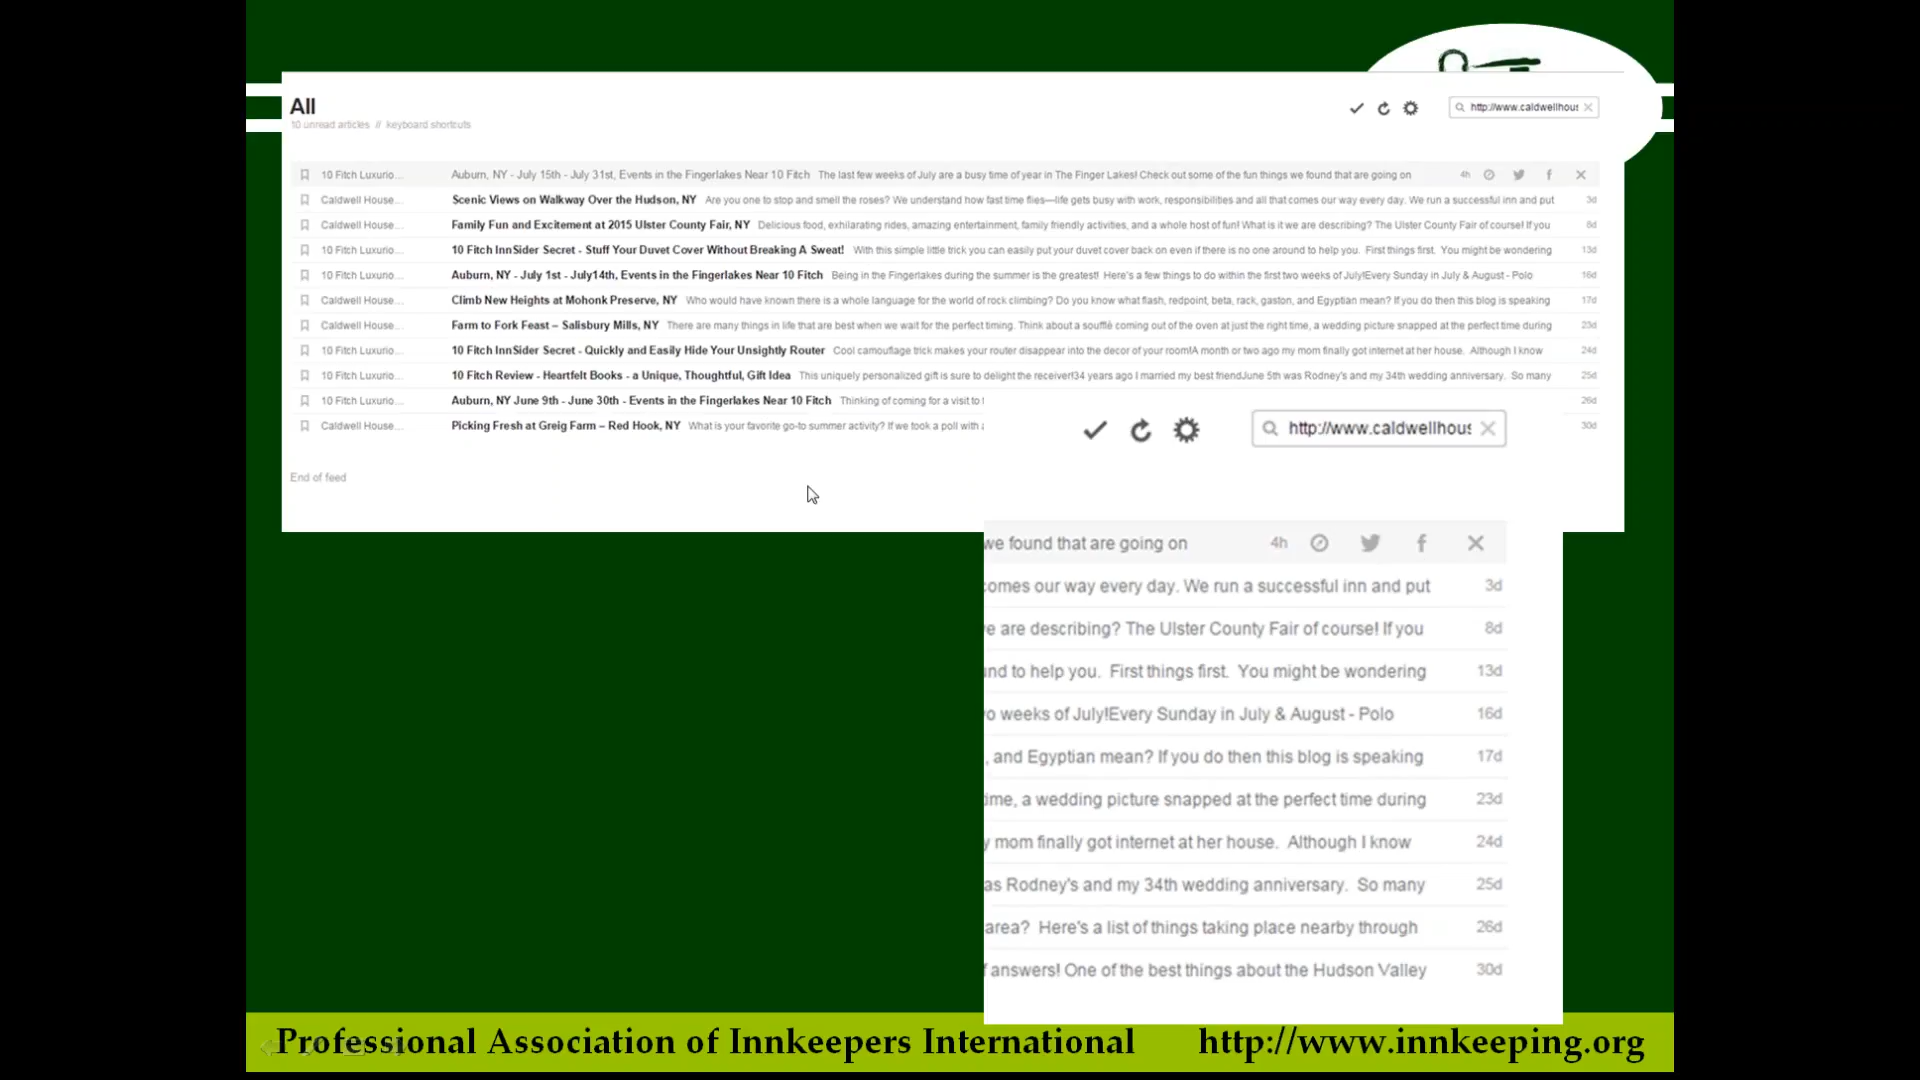 All
10 unread articles // keyboard shortcuts
http://www.caldwellhous
10 Fitch Luxurio... Auburn, NY - July 15th - July 31st, Events in the Fingerlakes Near 10 Fitch The last few weeks of July are a busy time of year in The Finger Lakes! Check out some of the fun things we found that are going on 4h
Caldwell House... Scenic Views on Walkway Over the Hudson, NY Are you one to stop and smell the roses? We understand how fast time flies—life gets busy with work, responsibilities and all that comes our way every day. We run a successful inn and put 3d
Caldwell House... Family Fun and Excitement at 2015 Ulster County Fair, NY Delicious food, exhilarating rides, amazing entertainment, family friendly activities, and a whole host of fun! What is it we are describing? The Ulster County Fair of course! If you 8d
10 Fitch Luxurio... 10 Fitch InnSider Secret - Stuff Your Duvet Cover Without Breaking A Sweat! With this simple little trick you can easily put your duvet cover back on even if there is no one around to help you. First things first. You might be wondering 13d
10 Fitch Luxurio... Auburn, NY - July 1st - July14th, Events in the Fingerlakes Near 10 Fitch Being in the Fingerlakes during the summer is the greatest! Here's a few things to do within the first two weeks of July!Every Sunday in July & August - Polo 16d
Caldwell House... Climb New Heights at Mohonk Preserve, NY Who would have known there is a whole language for the world of rock climbing? Do you know what flash, redpoint, beta, rack, gaston, and Egyptian mean? If you do then this blog is speaking 17d
Caldwell House... Farm to Fork Feast – Salisbury Mills, NY There are many things in life that are best when we wait for the perfect timing. Think about a soufflé coming out of the oven at just the right time, a wedding picture snapped at the perfect time during 23d
10 Fitch Luxurio... 10 Fitch InnSider Secret - Quickly and Easily Hide Your Unsightly Router Cool camouflage trick makes your router disappear into the decor of your room!A month or two ago my mom finally got internet at her house. Although I know 24d
10 Fitch Luxurio... 10 Fitch Review - Heartfelt Books - a Unique, Thoughtful, Gift Idea This uniquely personalized gift is sure to delight the receiver!34 years ago I married my best friendJune 5th was Rodney's and my 34th wedding anniversary. So many 25d
10 Fitch Luxurio... Auburn, NY June 9th - June 30th - Events in the Fingerlakes Near 10 Fitch Thinking of coming for a visit to 26d
Caldwell House... Picking Fresh at Greig Farm – Red Hook, NY What is your favorite go-to summer activity? If we took a poll with 30d
End of feed
http://www.caldwellhous
we found that are going on 4h
comes our way every day. We run a successful inn and put 3d
we are describing? The Ulster County Fair of course! If you 8d
und to help you. First things first. You might be wondering 13d
wo weeks of July!Every Sunday in July & August - Polo 16d
, and Egyptian mean? If you do then this blog is speaking 17d
time, a wedding picture snapped at the perfect time during 23d
y mom finally got internet at her house. Although I know 24d
as Rodney's and my 34th wedding anniversary. So many 25d
area? Here's a list of things taking place nearby through 26d
f answers! One of the best things about the Hudson Valley 30d
Professional Association of Innkeepers International http://www.innkeeping.org